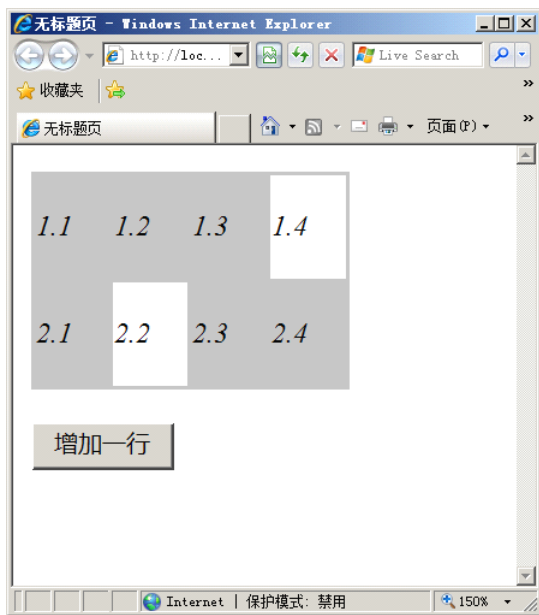 无标题页 - Windows Internet Explorer
http://loc... Live Search
收藏夹
无标题页 页面(P)
1.1 1.2 1.3 1.4
2.1 2.2 2.3 2.4
增加一行
Internet | 保护模式: 禁用 150%